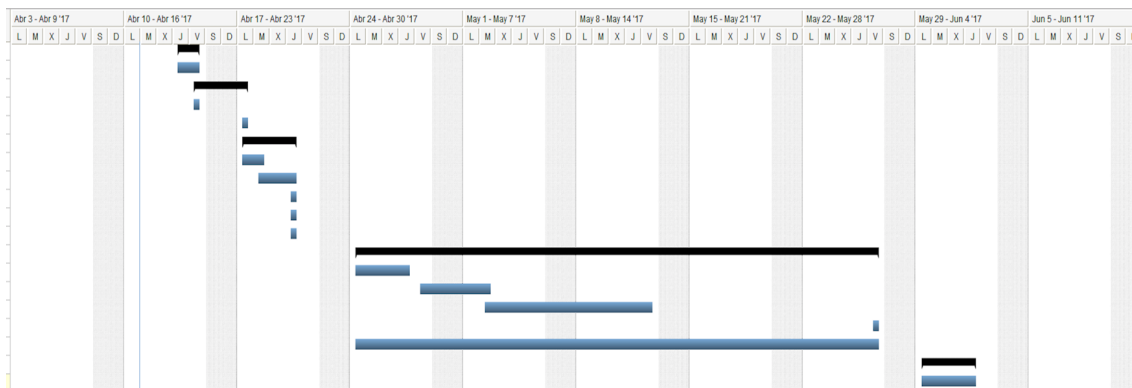 Abr 3 - Abr 9 '17 Abr 10 - Abr 16 '17 Abr 17 - Abr 23 '17 Abr 24 - Abr 30 '17 May 1 - May 7 '17 May 8 - May 14 '17 May 15 - May 21 '17 May 22 - May 28 '17 May 29 - Jun 4 '17 Jun 5 - Jun 11 '17
L M X J V S D L M X J V S D L M X J V S D L M X J V S D L M X J V S D L M X J V S D L M X J V S D L M X J V S D L M X J V S D L M X J V S